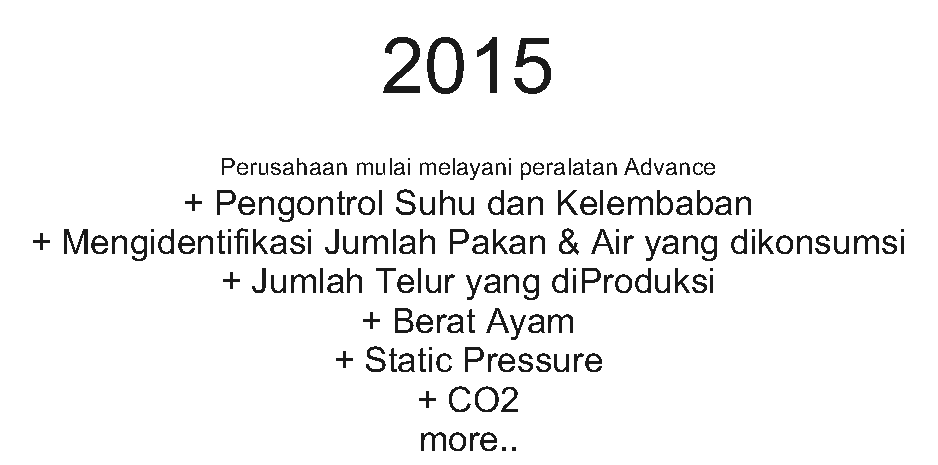 2015
Perusahaan mulai melayani peralatan Advance
+ Pengontrol Suhu dan Kelembaban
+ Mengidentifikasi Jumlah Pakan & Air yang dikonsumsi
+ Jumlah Telur yang diProduksi
+ Berat Ayam
+ Static Pressure
+ CO2
more..